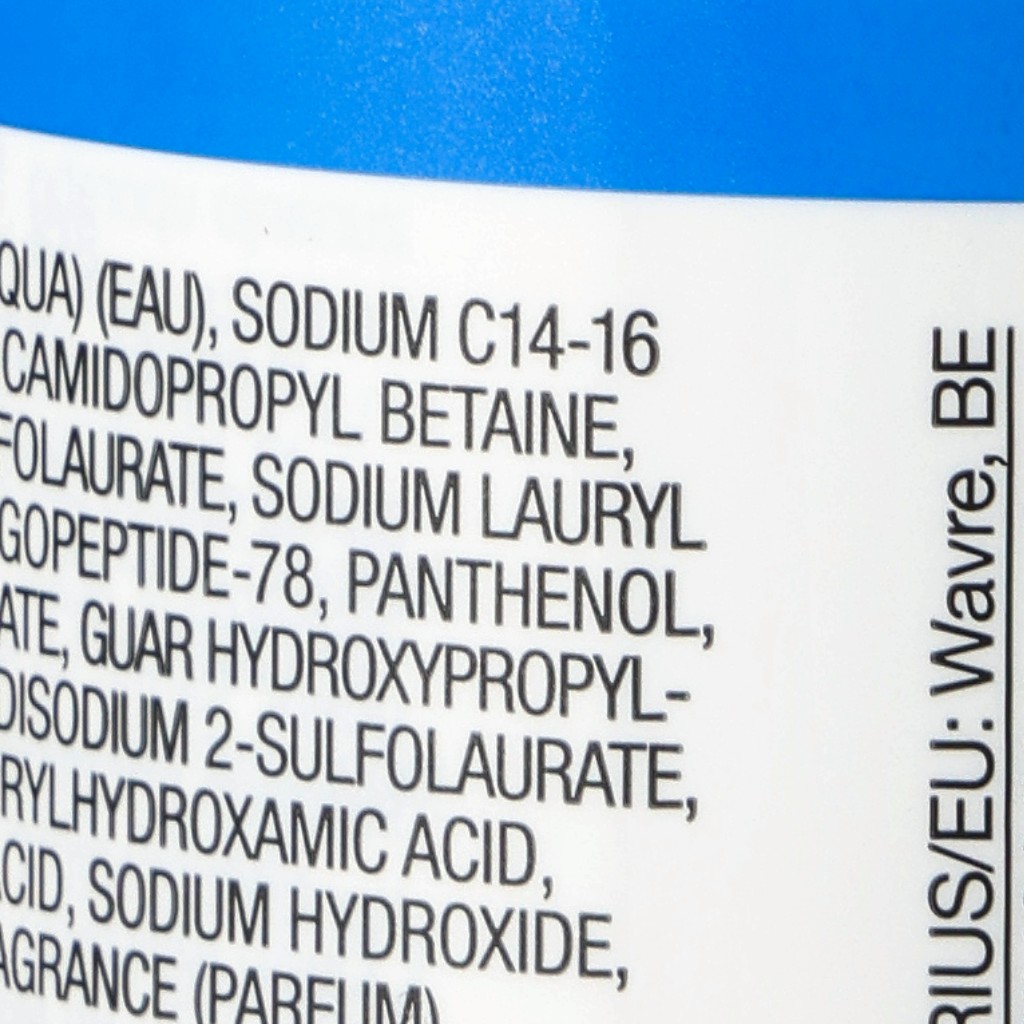 QUA) (EAU), SODIUM C14-16
CAMIDOPROPYL BETAINE,
FOLAURATE, SODIUM LAURYL
GOPEPTIDE-78, PANTHENOL,
ATE, GUAR HYDROXYPROPYL-
DISODIUM 2-SULFOLAURATE,
RYLHYDROXAMIC ACID,
CID, SODIUM HYDROXIDE,
AGRANCE (PARFUM)
RIUS/EU: Wavre, BE